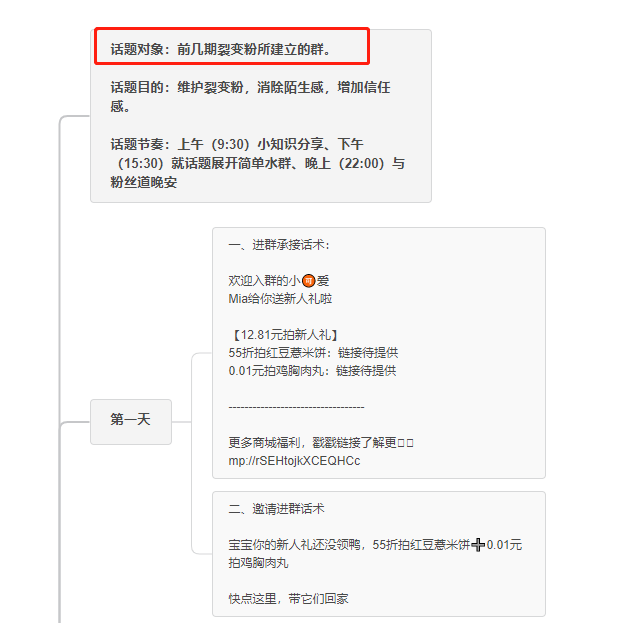 话题对象：前几期裂变粉所建立的群。
话题目的：维护裂变粉，消除陌生感，增加信任
感。
话题节奏：上午（9:30）小知识分享、下午
（15:30）就话题展开简单水群、晚上（22:00）与
粉丝道晚安
第一天
一、进群承接话术：
欢迎入群的小🉑爱
Mia给你送新人礼啦
【12.81元拍新人礼】
55折拍红豆薏米饼：链接待提供
0.01元拍鸡胸肉丸：链接待提供
----------------------------------
更多商城福利，戳戳链接了解更
mp://rSEHtojkXCEQHCc
二、邀请进群话术
宝宝你的新人礼还没领鸭，55折拍红豆薏米饼➕0.01元
拍鸡胸肉丸
快点这里，带它们回家